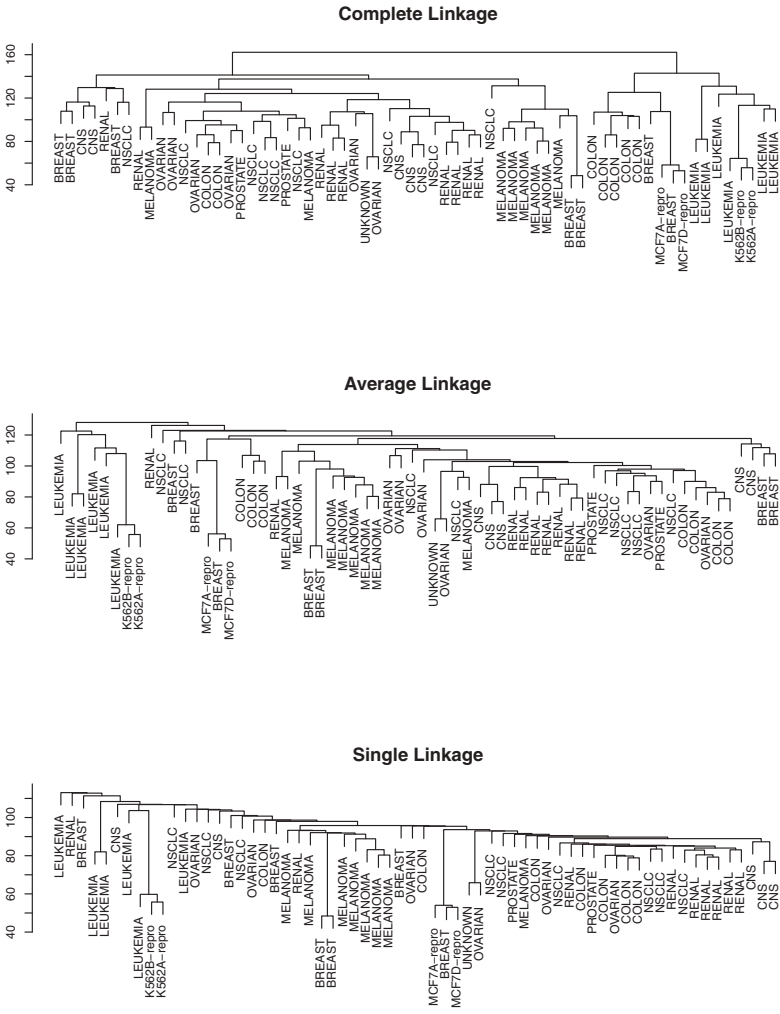 Complete Linkage
160
120
80
40
BREAST
BREAST
CNS
CNS
RENAL
BREAST
NSCLC
RENAL
MELANOMA
OVARIAN
OVARIAN
NSCLC
OVARIAN
COLON
COLON
OVARIAN
PROSTATE
NSCLC
NSCLC
NSCLC
PROSTATE
NSCLC
MELANOMA
RENAL
RENAL
RENAL
OVARIAN
UNKNOWN
OVARIAN
NSCLC
CNS
CNS
CNS
NSCLC
RENAL
RENAL
RENAL
RENAL
NSCLC
MELANOMA
MELANOMA
MELANOMA
MELANOMA
MELANOMA
MELANOMA
BREAST
BREAST
COLON
COLON
COLON
COLON
COLON
BREAST
MCF7A-repro
BREAST
MCF7D-repro
LEUKEMIA
LEUKEMIA
LEUKEMIA
LEUKEMIA
K562B-repro
K562A-repro
LEUKEMIA
LEUKEMIA
Average Linkage
120
100
80
60
40
LEUKEMIA
LEUKEMIA
LEUKEMIA
LEUKEMIA
LEUKEMIA
LEUKEMIA
K562B-repro
K562A-repro
RENAL
NSCLC
BREAST
NSCLC
BREAST
MCF7A-repro
BREAST
MCF7D-repro
COLON
COLON
COLON
RENAL
MELANOMA
MELANOMA
BREAST
BREAST
MELANOMA
MELANOMA
MELANOMA
MELANOMA
MELANOMA
OVARIAN
OVARIAN
NSCLC
OVARIAN
UNKNOWN
OVARIAN
NSCLC
MELANOMA
CNS
CNS
CNS
RENAL
RENAL
RENAL
RENAL
RENAL
RENAL
RENAL
PROSTATE
NSCLC
NSCLC
NSCLC
NSCLC
OVARIAN
PROSTATE
NSCLC
COLON
COLON
OVARIAN
COLON
COLON
CNS
CNS
BREAST
BREAST
Single Linkage
100
80
60
40
LEUKEMIA
RENAL
BREAST
LEUKEMIA
LEUKEMIA
CNS
LEUKEMIA
LEUKEMIA
K562B-repro
K562A-repro
NSCLC
LEUKEMIA
OVARIAN
NSCLC
CNS
BREAST
NSCLC
OVARIAN
COLON
BREAST
MELANOMA
RENAL
MELANOMA
BREAST
BREAST
MELANOMA
MELANOMA
MELANOMA
MELANOMA
MELANOMA
BREAST
OVARIAN
COLON
MCF7A-repro
BREAST
MCF7D-repro
UNKNOWN
OVARIAN
NSCLC
NSCLC
PROSTATE
MELANOMA
COLON
OVARIAN
NSCLC
RENAL
COLON
PROSTATE
COLON
OVARIAN
COLON
COLON
NSCLC
NSCLC
RENAL
NSCLC
RENAL
RENAL
RENAL
RENAL
RENAL
CNS
CNS
CNS